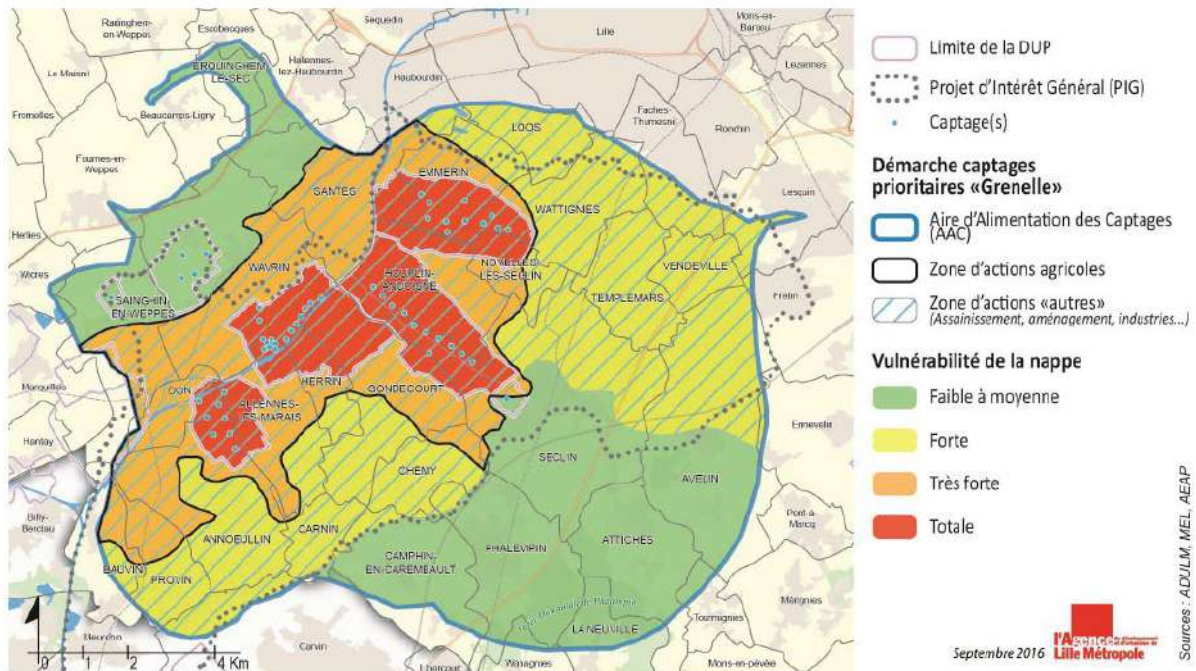 Radinghem-
en-Weppes
Escobecques
Sequedin
Lille
Mons-en-
Barœul
Le Maisnil
ERQUINGHEM
LE-SEC
Hallennes-
lez-Haubourdin
Haubourdin
Lezennes
Fromelles
Beaucamps-Ligny
LOOS
Faches-
Thumesnil
Ronchin
Fournes-en-
Weppes
SANTES
EMMERIN
WATTIGNIES
Lesquin
Herlies
Wicres
WAVRIN
HOUPLIN-
ANCOISNE
NOYELLES
LES-SECLIN
VENDEVILLE
SAINGHIN
EN-WEPPES
TEMPLEMARS
Fretin
Marquillies
DON
HERRIN
GONDECOURT
ALLENNES-
LES-MARAIS
Hantay
SECLIN
Ennevelin
CHENY
AVELIN
Billy-
Berclau
ANNOEULLIN
CARNIN
Pont-à-
Marcq
BAUVIN
PROVIN
CAMPHIN-
EN-CAREMBAULT
PHALEMPIN
ATTICHES
Mérignies
LA NEUVILLE
Tourmignies
Meurchin
Carvin
Libercourt
Wahagnies
Mons-en-pévèle
0 1 2 4 Km
Limite de la DUP
Projet d'Intérêt Général (PIG)
Captage(s)
Démarche captages
prioritaires «Grenelle»
Aire d'Alimentation des Captages
(AAC)
Zone d'actions agricoles
Zone d'actions «autres»
(Assainissement, aménagement, industries...)
Vulnérabilité de la nappe
Faible à moyenne
Forte
Très forte
Totale
Septembre 2016
l'Agence
Lille Métropole
Sources : ADULM, MEL, AEAP